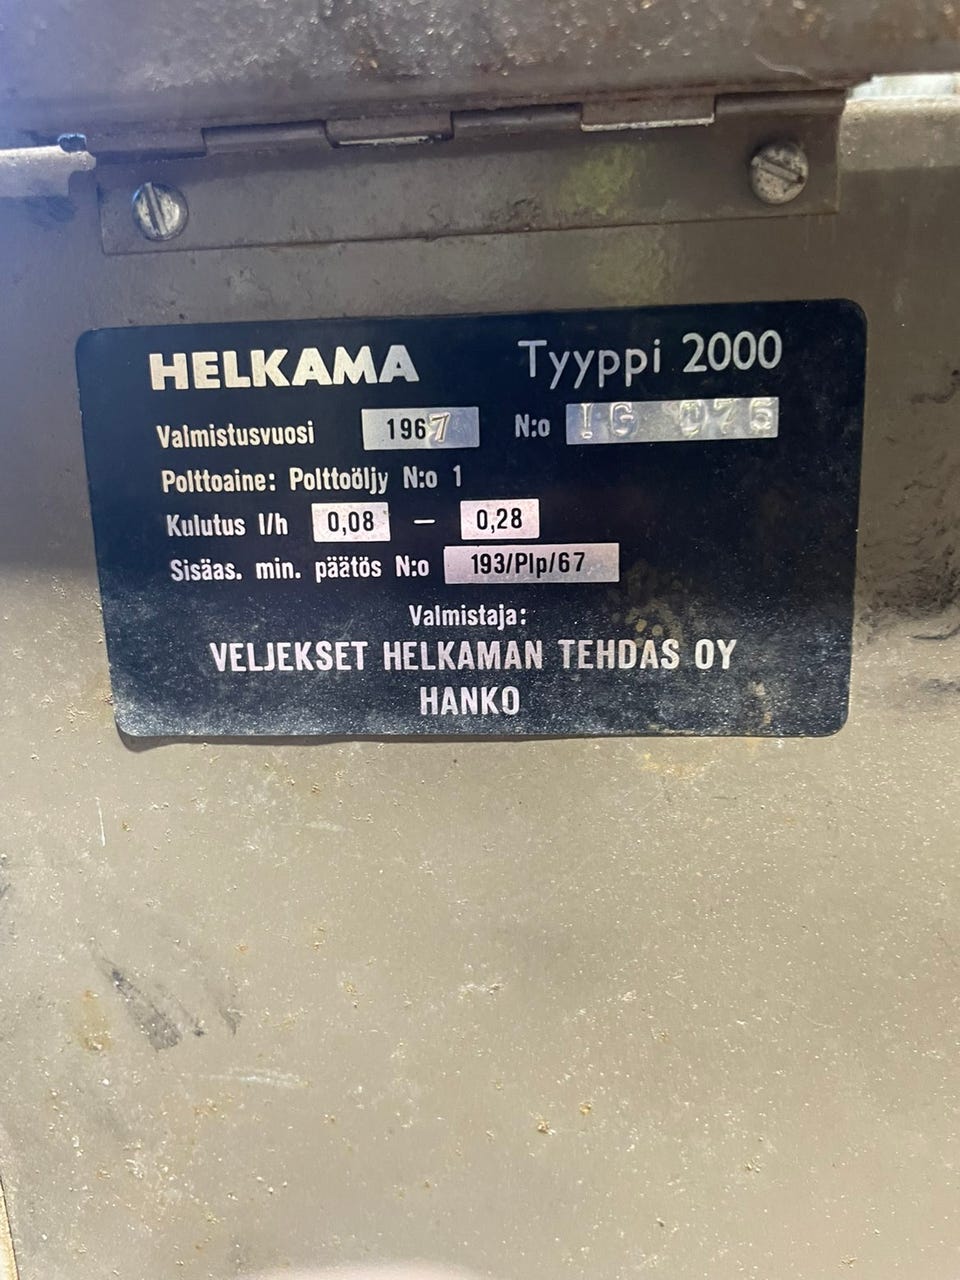 HELKAMA Tyyppi 2000
Valmistusvuosi 1967 N:o
Polttoaine: Polttoöljy N:o 1
Kulutus l/h 0,08 — 0,28
Sisäas. min. päätös N:o 193/Plp/67
Valmistaja:
VELJEKSET HELKAMAN TEHDAS OY
HANKO